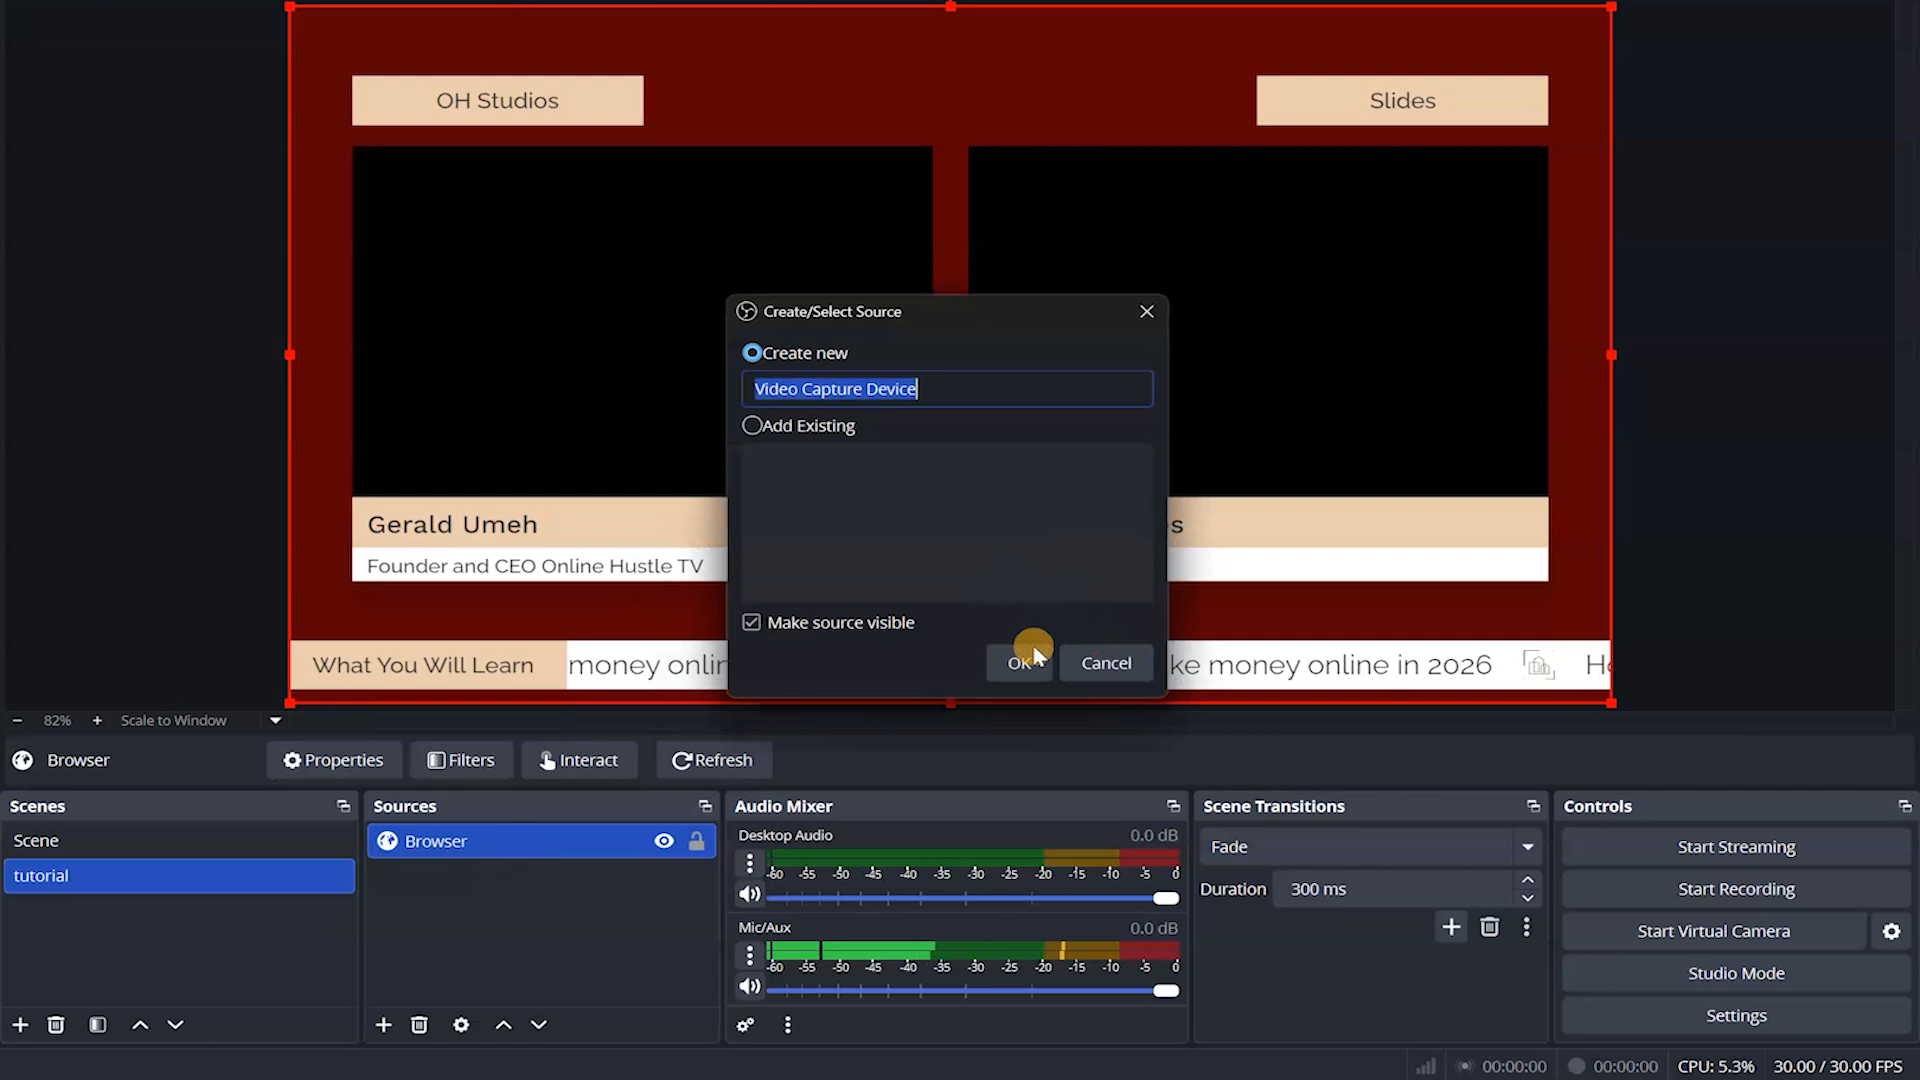 OH Studios
Slides
Create/Select Source
Create new
Video Capture Device
Add Existing
Make source visible
OK
Cancel
Gerald Umeh
s
Founder and CEO Online Hustle TV
What You Will Learn
money onlin
ke money online in 2026
Ho
82%
Scale to Window
Browser
Properties
Filters
Interact
Refresh
Scenes
Scene
tutorial
Sources
Browser
Audio Mixer
Desktop Audio
0.0 dB
-60 -55 -50 -45 -40 -35 -30 -25 -20 -15 -10 -5 0
Mic/Aux
0.0 dB
-60 -55 -50 -45 -40 -35 -30 -25 -20 -15 -10 -5 0
Scene Transitions
Fade
Duration 300 ms
Controls
Start Streaming
Start Recording
Start Virtual Camera
Studio Mode
Settings
00:00:00
00:00:00
CPU: 5.3%
30.00 / 30.00 FPS